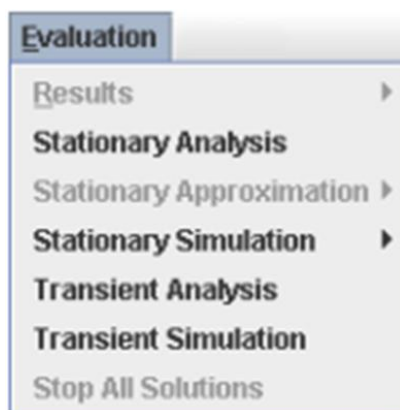 Evaluation
Results
Stationary Analysis
Stationary Approximation
Stationary Simulation
Transient Analysis
Transient Simulation
Stop All Solutions